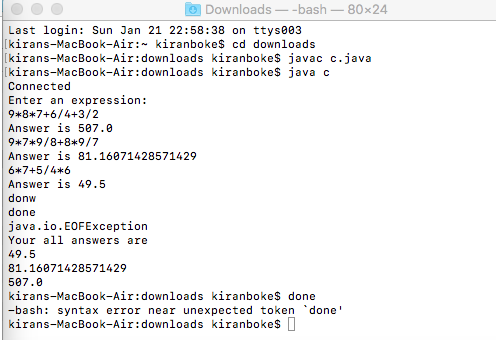 Downloads — -bash — 80×24
Last login: Sun Jan 21 22:58:38 on ttys003
[kirans-MacBook-Air:~ kiranboke$ cd downloads
[kirans-MacBook-Air:downloads kiranboke$ javac c.java
[kirans-MacBook-Air:downloads kiranboke$ java c
Connected
Enter an expression:
9*8*7+6/4+3/2
Answer is 507.0
9*7*9/8+8*9/7
Answer is 81.16071428571429
6*7+5/4*6
Answer is 49.5
donw
done
java.io.EOFException
Your all answers are
49.5
81.16071428571429
507.0
kirans-MacBook-Air:downloads kiranboke$ done
-bash: syntax error near unexpected token `done'
kirans-MacBook-Air:downloads kiranboke$